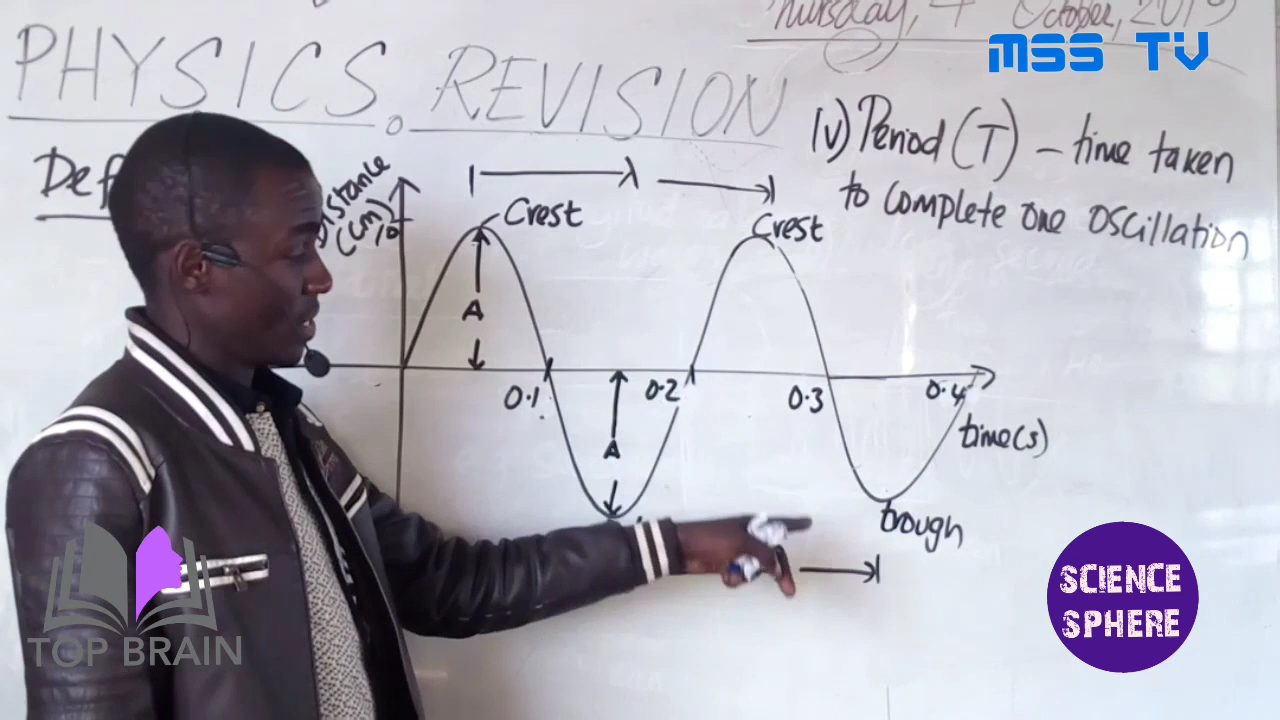 Thursday, 4 October, 2019
MSS TV
PHYSICS REVISION
Def
(v) Period (T) - time taken
to complete one oscillation
Distance
(cm)
10
λ
Crest
Crest
A
A
0.1
0.2
0.3
0.4
time(s)
trough
TOP BRAIN
SCIENCE
SPHERE